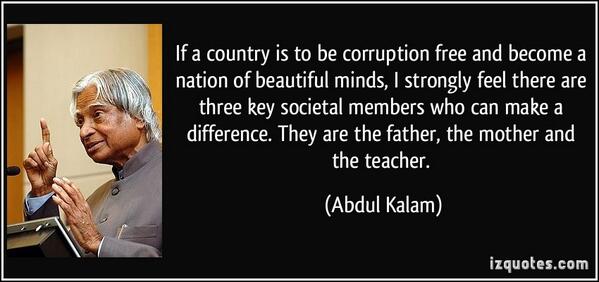 If a country is to be corruption free and become a
nation of beautiful minds, I strongly feel there are
three key societal members who can make a
difference. They are the father, the mother and
the teacher.
(Abdul Kalam)
izquotes.com